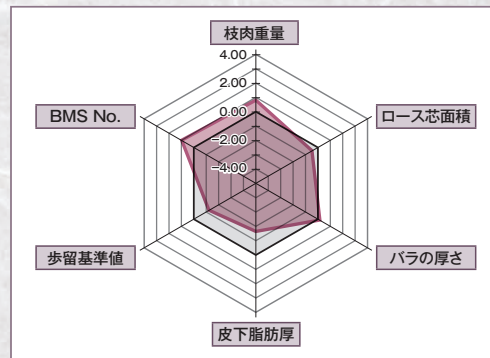 枝肉重量
4.00
2.00
0.00
-2.00
-4.00
BMS No.
ロース芯面積
歩留基準値
バラの厚さ
皮下脂肪厚